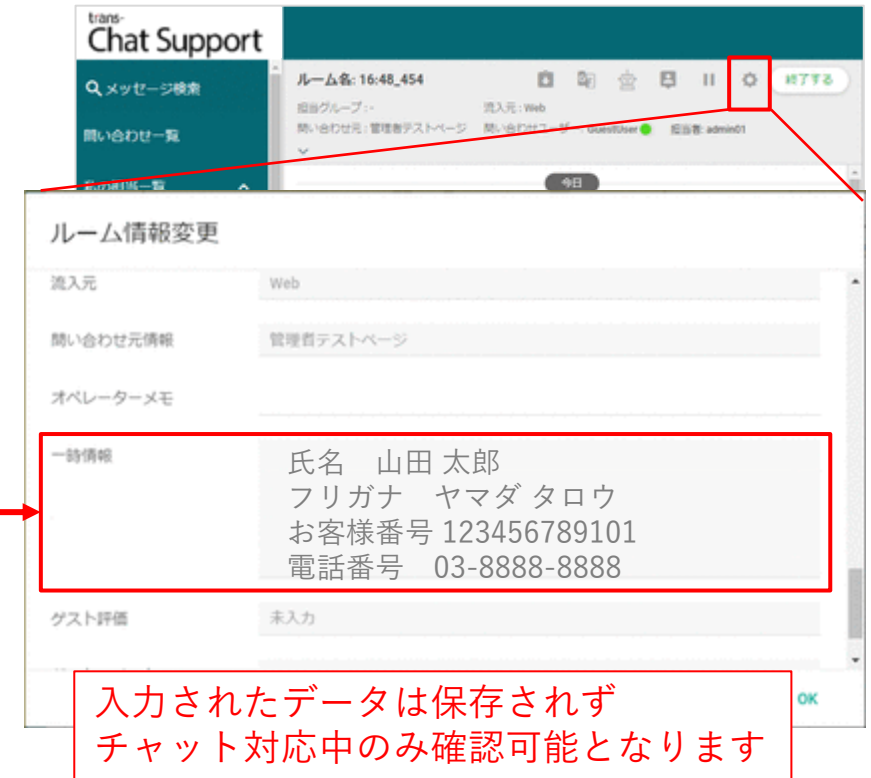 trans-
Chat Support
メッセージ検索
ルーム名: 16:48_454
終了する
担当グループ : -
流入元 : Web
問い合わせ一覧
問い合わせ元 : 管理者テストページ
GuestUser
担当者: admin01
今日
ルーム情報変更
流入元 Web
問い合わせ元情報 管理者テストページ
オペレーターメモ
一時情報
氏名 山田 太郎
フリガナ ヤマダ タロウ
お客様番号 123456789101
電話番号 03-8888-8888
ゲスト評価 未入力
OK
入力されたデータは保存されず
チャット対応中のみ確認可能となります